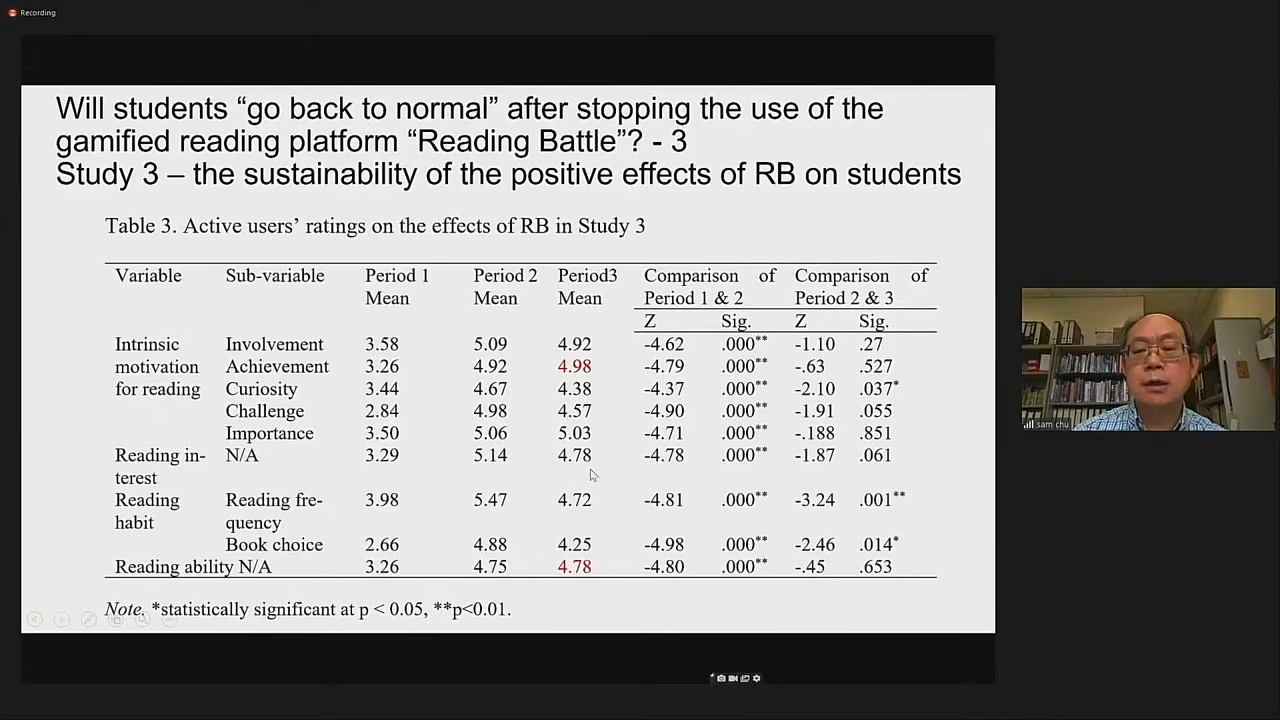 Recording
Will students “go back to normal” after stopping the use of the
gamified reading platform “Reading Battle”? - 3
Study 3 – the sustainability of the positive effects of RB on students
Table 3. Active users’ ratings on the effects of RB in Study 3
Variable Sub-variable Period 1 Period 2 Period3 Comparison of Comparison of
Mean Mean Mean Period 1 & 2 Period 2 & 3
Z Sig. Z Sig.
Intrinsic Involvement 3.58 5.09 4.92 -4.62 .000** -1.10 .27
motivation Achievement 3.26 4.92 4.98 -4.79 .000** -.63 .527
for reading Curiosity 3.44 4.67 4.38 -4.37 .000** -2.10 .037*
Challenge 2.84 4.98 4.57 -4.90 .000** -1.91 .055
Importance 3.50 5.06 5.03 -4.71 .000** -.188 .851
Reading in- N/A 3.29 5.14 4.78 -4.78 .000** -1.87 .061
terest
Reading Reading fre- 3.98 5.47 4.72 -4.81 .000** -3.24 .001**
habit quency
Book choice 2.66 4.88 4.25 -4.98 .000** -2.46 .014*
Reading ability N/A 3.26 4.75 4.78 -4.80 .000** -.45 .653
Note. *statistically significant at p < 0.05, **p<0.01.
sam chu